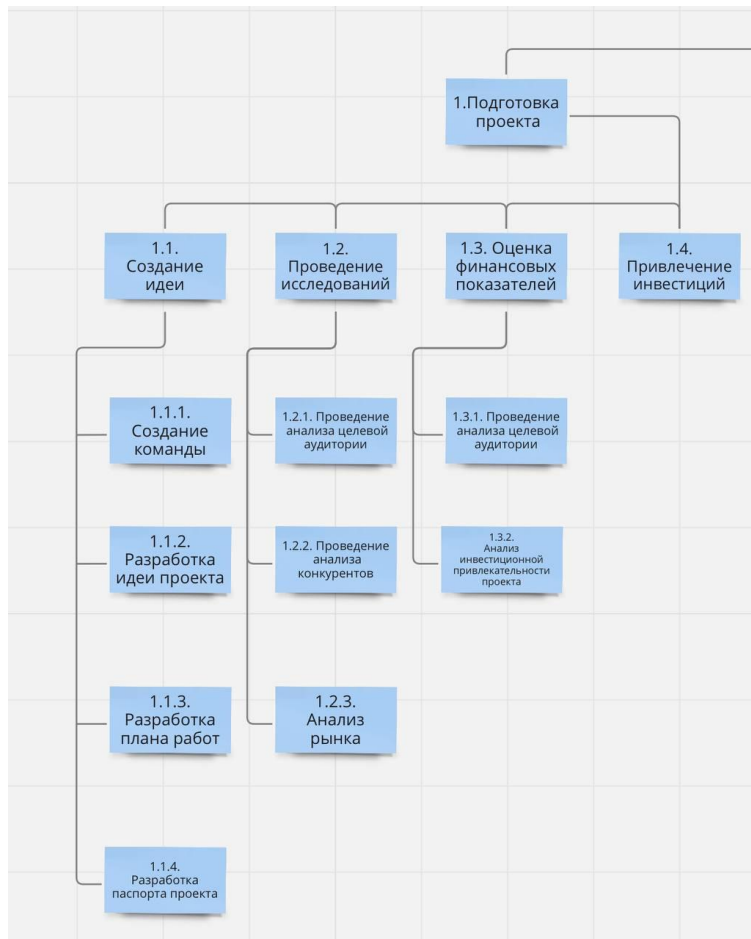 1.Подготовка
проекта
1.1.
Создание
идеи
1.2.
Проведение
исследований
1.3. Оценка
финансовых
показателей
1.4.
Привлечение
инвестиций
1.1.1.
Создание
команды
1.2.1. Проведение
анализа целевой
аудитории
1.3.1. Проведение
анализа целевой
аудитории
1.1.2.
Разработка
идеи проекта
1.2.2. Проведение
анализа
конкурентов
1.3.2.
Анализ
инвестиционной
привлекательности
проекта
1.1.3.
Разработка
плана работ
1.2.3.
Анализ
рынка
1.1.4.
Разработка
паспорта проекта